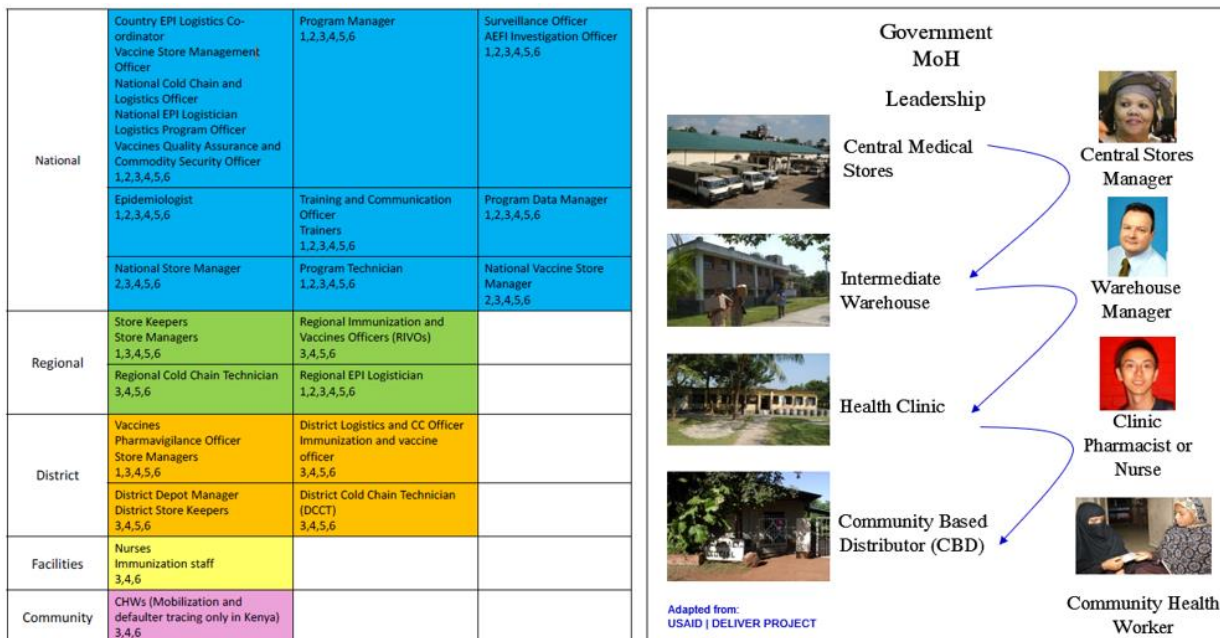 National
Country EPI Logistics Co-
ordinator
Vaccine Store Management
Officer
National Cold Chain and
Logistics Officer
National EPI Logistician
Logistics Program Officer
Vaccines Quality Assurance and
Commodity Security Officer
1,2,3,4,5,6
Program Manager
1,2,3,4,5,6
Surveillance Officer
AEFI Investigation Officer
1,2,3,4,5,6
Epidemiologist
1,2,3,4,5,6
Training and Communication
Officer
Trainers
1,2,3,4,5,6
Program Data Manager
1,2,3,4,5,6
National Store Manager
2,3,4,5,6
Program Technician
1,2,3,4,5,6
National Vaccine Store
Manager
2,3,4,5,6
Regional
Store Keepers
Store Managers
1,3,4,5,6
Regional Immunization and
Vaccines Officers (RIVOs)
3,4,5,6
Regional Cold Chain Technician
3,4,5,6
Regional EPI Logistician
1,2,3,4,5,6
District
Vaccines
Pharmavigilance Officer
Store Managers
1,3,4,5,6
District Logistics and CC Officer
Immunization and vaccine
officer
3,4,5,6
District Depot Manager
District Store Keepers
3,4,5,6
District Cold Chain Technician
(DCCT)
3,4,5,6
Facilities
Nurses
Immunization staff
3,4,6
Community
CHWs (Mobilization and
defaulter tracing only in Kenya)
3,4,6
Government
MoH
Leadership
Central Medical
Stores
Central Stores
Manager
Intermediate
Warehouse
Warehouse
Manager
Health Clinic
Clinic
Pharmacist or
Nurse
Community Based
Distributor (CBD)
Community Health
Worker
Adapted from:
USAID | DELIVER PROJECT